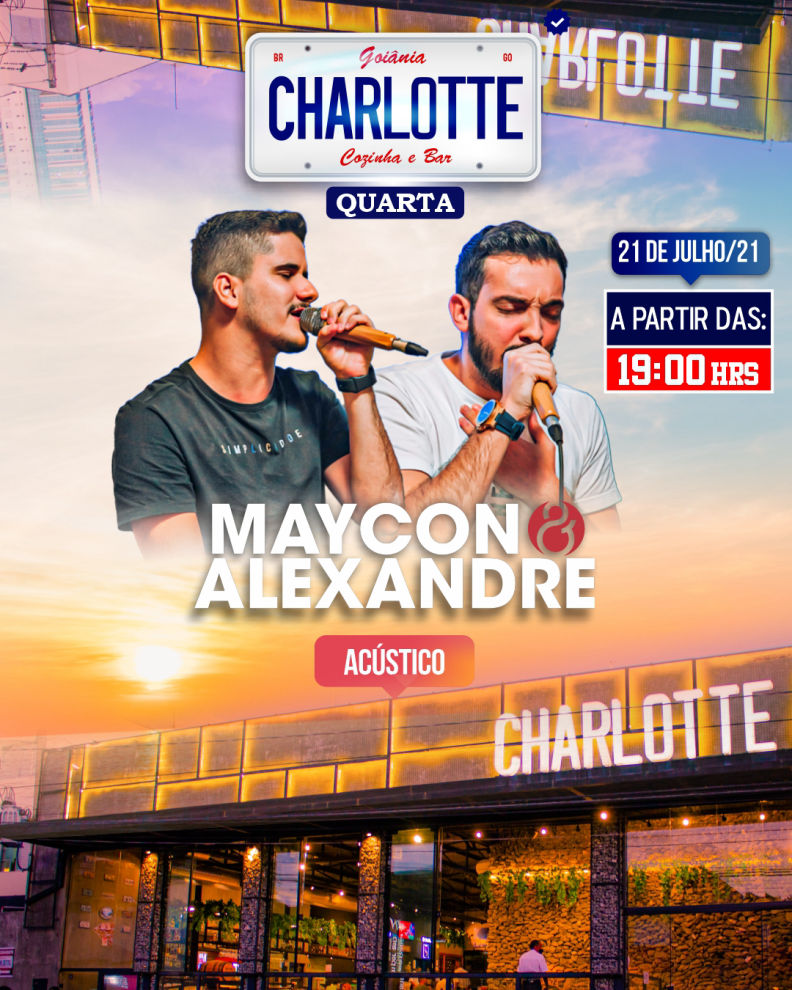 CHARLOTTE
BR Goiânia GO
CHARLOTTE
Cozinha e Bar
QUARTA
21 DE JULHO/21
A PARTIR DAS:
19:00 HRS
SIMPLICIDADE
MAYCON &
ALEXANDRE
ACÚSTICO
CHARLOTTE